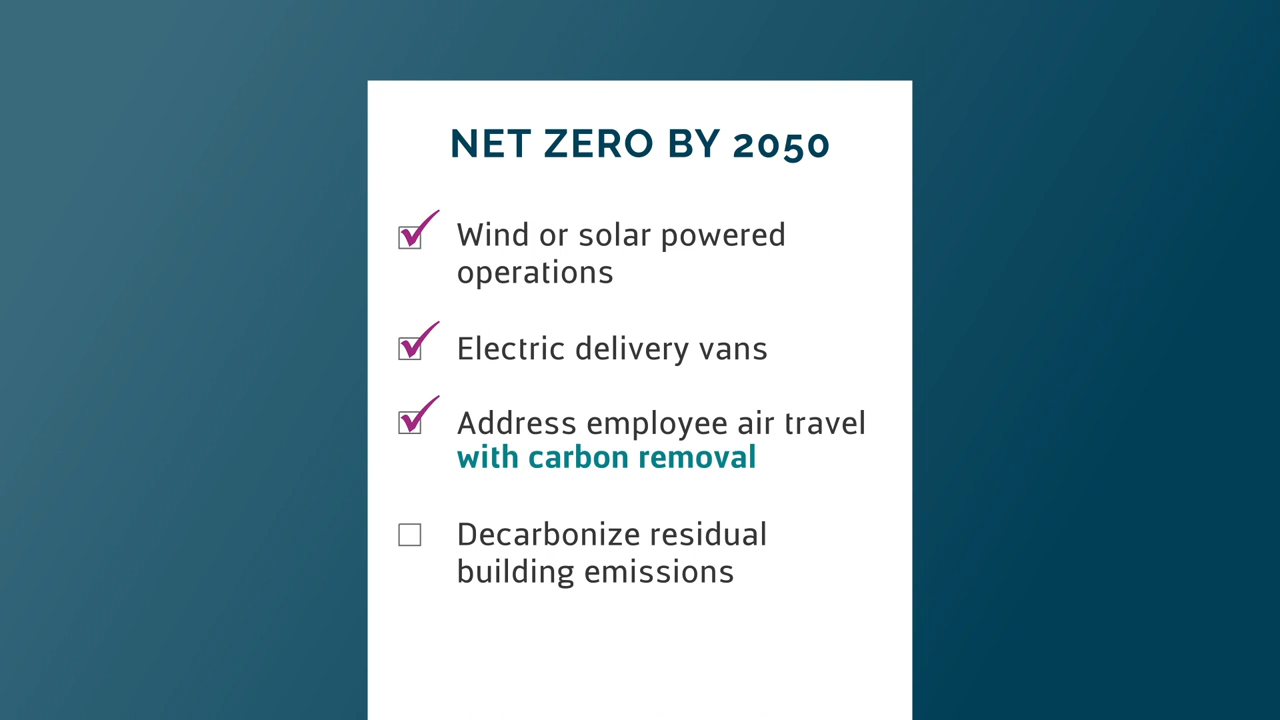 NET ZERO BY 2050
Wind or solar powered
operations
Electric delivery vans
Address employee air travel
with carbon removal
Decarbonize residual
building emissions